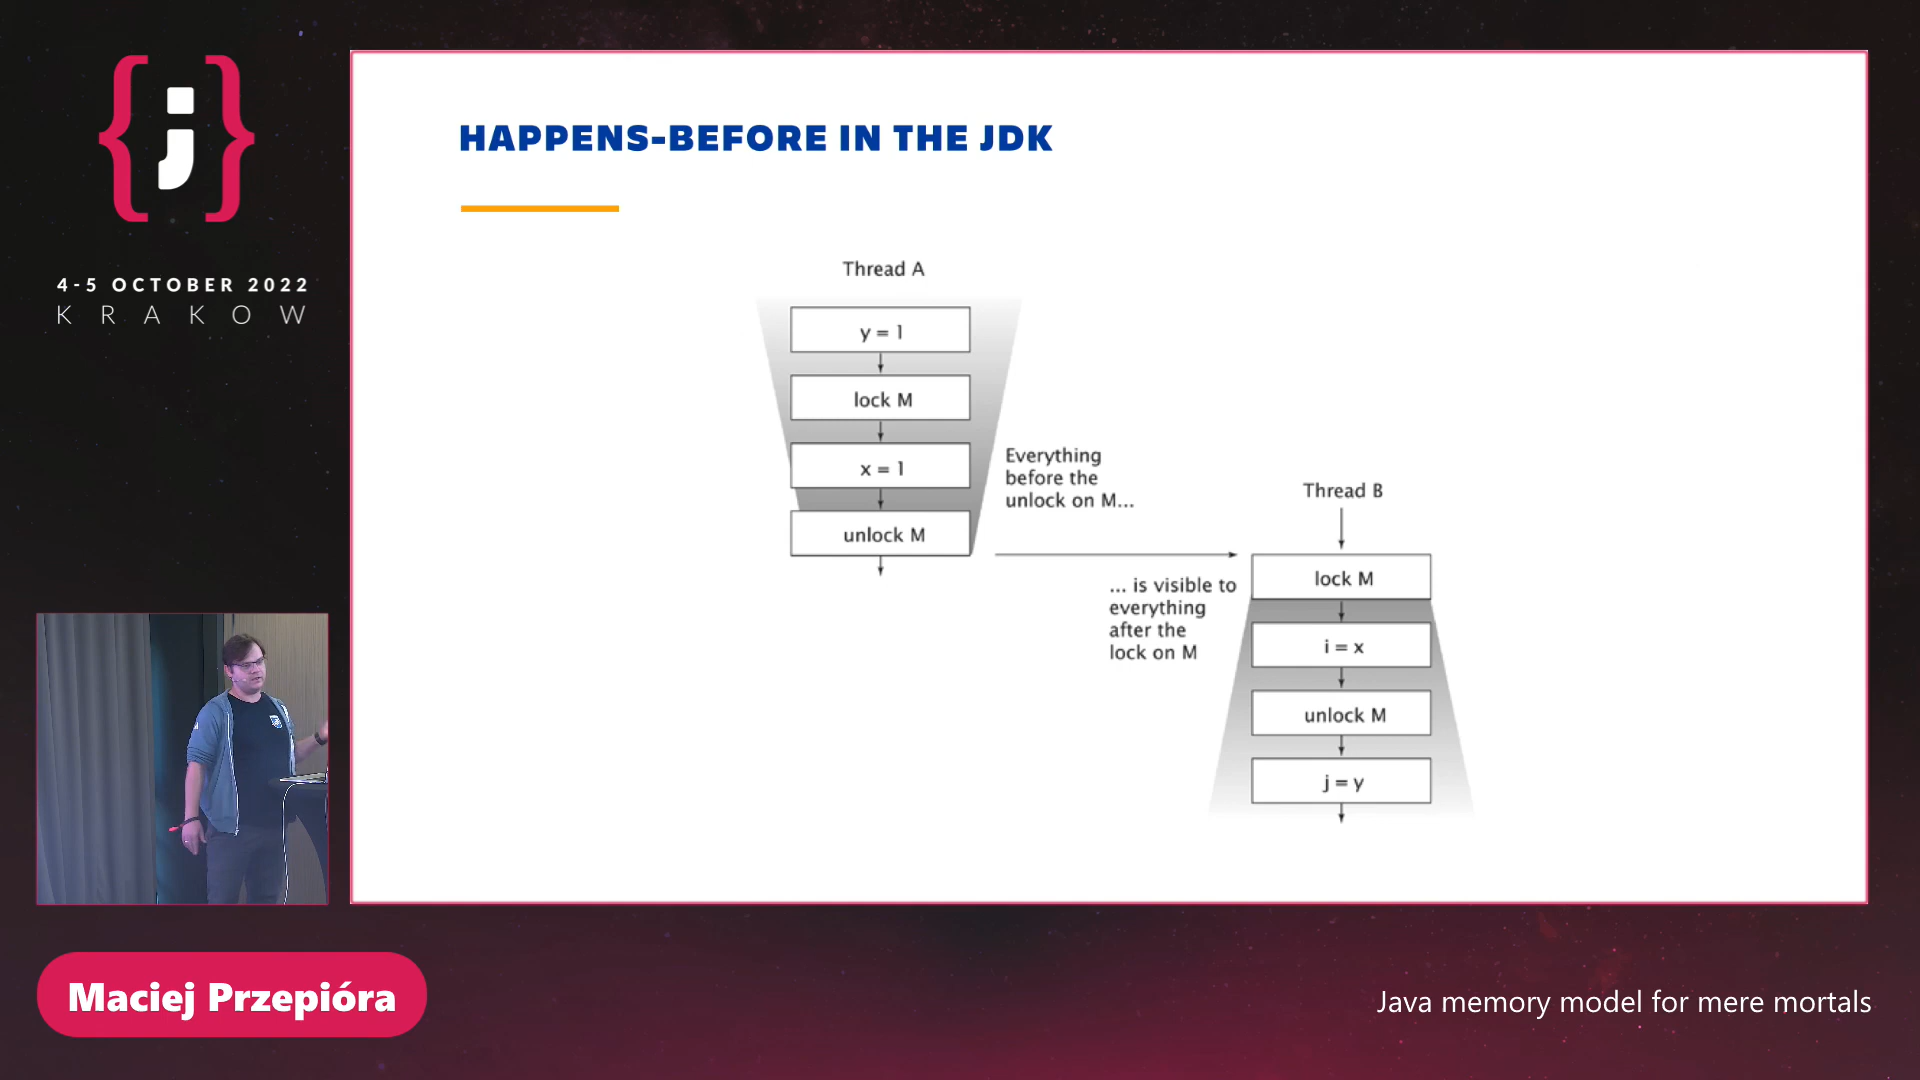 {j}
4-5 OCTOBER 2022
KRAKOW
HAPPENS-BEFORE IN THE JDK
Thread A
y = 1
lock M
x = 1
unlock M
Everything
before the
unlock on M...
Thread B
... is visible to
everything
after the
lock on M
lock M
i = x
unlock M
j = y
Maciej Przepióra
Java memory model for mere mortals